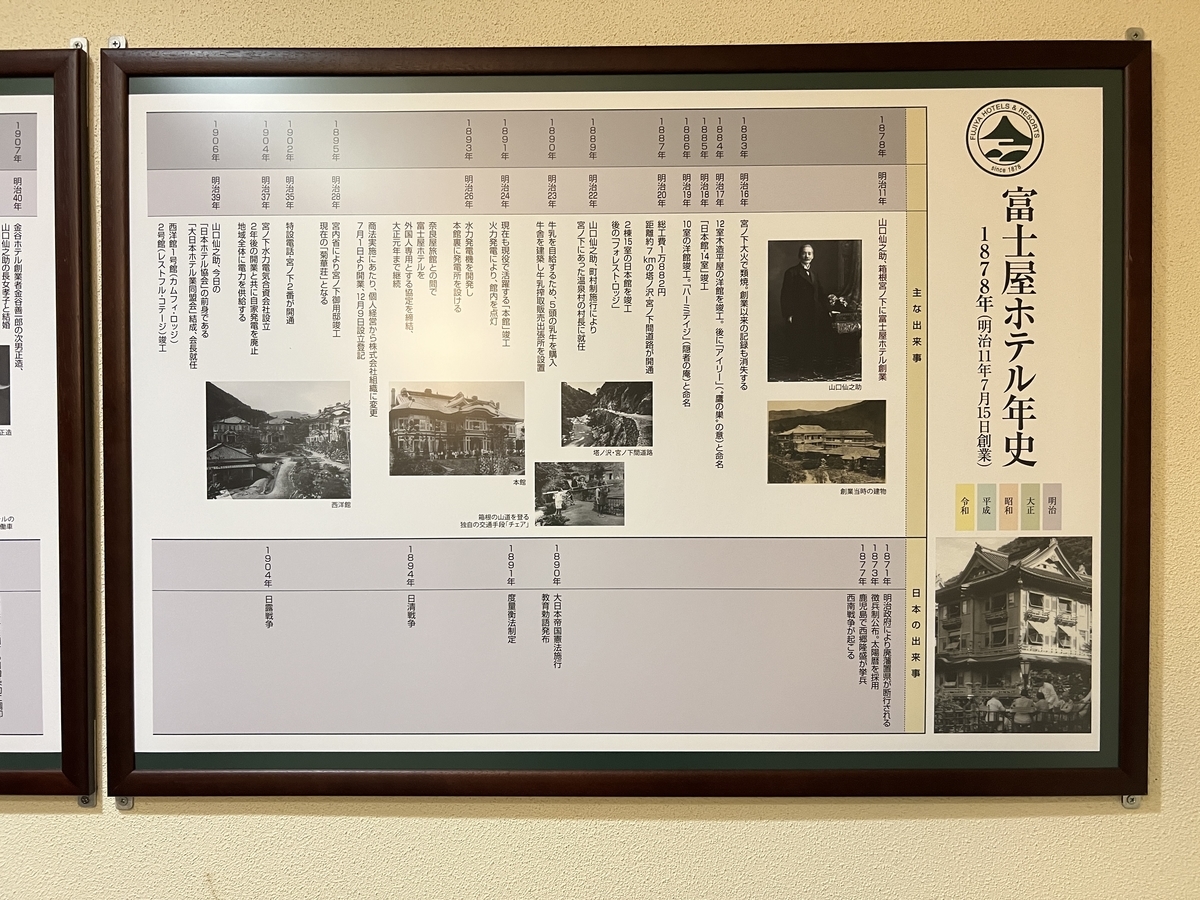 FUJIYA HOTELS & RESORTS
since 1878
富士屋ホテル年史
1878年(明治11年7月15日創業)
明治
大正
昭和
平成
令和
主な出来事
1878年
明治11年
山口仙之助、箱根宮ノ下に富士屋ホテル創業
山口仙之助
創業当時の建物
1883年
明治16年
宮ノ下大火で類焼。創業以来の記録も消失する
1884年
明治17年
12室木造平屋の洋館を竣工。後に「アイリー」(“鷹の巣”の意)と命名
1885年
明治18年
「日本館14室」竣工
1886年
明治19年
10室の洋館竣工。「ハーミテイジ」(隠者の庵)と命名
1887年
明治20年
総工費1万882円
距離約7kmの塔ノ沢・宮ノ下間道路が開通
2棟15室の日本館を竣工
後の「フォレストロッジ」
1889年
明治22年
山口仙之助、町村制施行により
宮ノ下にあった温泉村の村長に就任
塔ノ沢・宮ノ下間道路
1890年
明治23年
牛乳を自給するため、5頭の乳牛を購入
牛舎を建築し牛乳搾取販売出張所を設置
箱根の山道を登る
独自の交通手段「チェア」
1891年
明治24年
現在も現役で活躍する「本館」竣工
火力発電により、館内を点灯
本館
1893年
明治26年
水力発電機を開発し
本館裏に発電所を設ける
奈良屋旅館との間で
富士屋ホテルを
外国人専用とする協定を締結、
大正元年まで継続
商法実施にあたり、個人経営から株式会社組織に変更
7月1日より開業、12月9日設立登記
1895年
明治28年
宮内省により宮ノ下御用邸竣工
現在の「菊華荘」となる
西洋館
1902年
明治35年
特設電話、宮ノ下2番が開通
1904年
明治37年
宮ノ下水力電気合資会社設立
2年後の開業と共に自家発電を廃止
地域全体に電力を供給する
1906年
明治39年
山口仙之助、今日の
「日本ホテル協会」の前身である
「大日本ホテル業同盟会」結成、会長就任
西洋館1号館(カムフィ・ロッジ)
2号館(レストフル・コテージ)竣工
日本の出来事
1871年
明治政府により廃藩置県が断行される
1873年
徴兵制公布。太陽暦を採用
1877年
鹿児島で西郷隆盛が挙兵
西南戦争が起こる
1890年
大日本帝国憲法施行
教育勅語発布
1891年
度量衡法制定
1894年
日清戦争
1904年
日露戦争
1907年
明治40年
金谷ホテル創業者金谷善一郎の次男正造、
山口仙之助の長女孝子と結婚
正造
ルの
働車